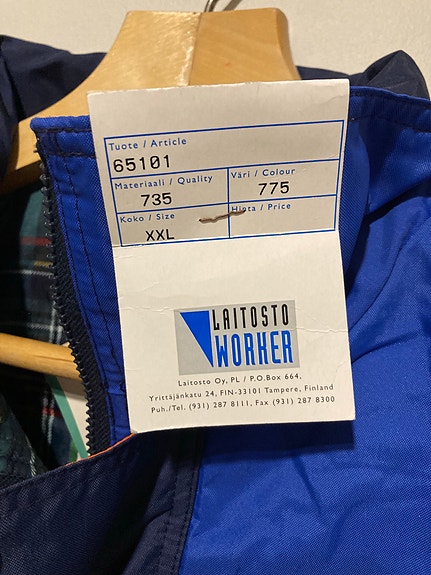 Tuote / Article
65101
Materiaali / Quality
735
Väri / Colour
775
Koko / Size
XXL
Hinta / Price
LAITOSTO
WORKER
Laitosto Oy, PL / P.O.Box 664,
Yrittäjänkatu 24, FIN-33101 Tampere, Finland
Puh./Tel. (931) 287 8111, Fax (931) 287 8300